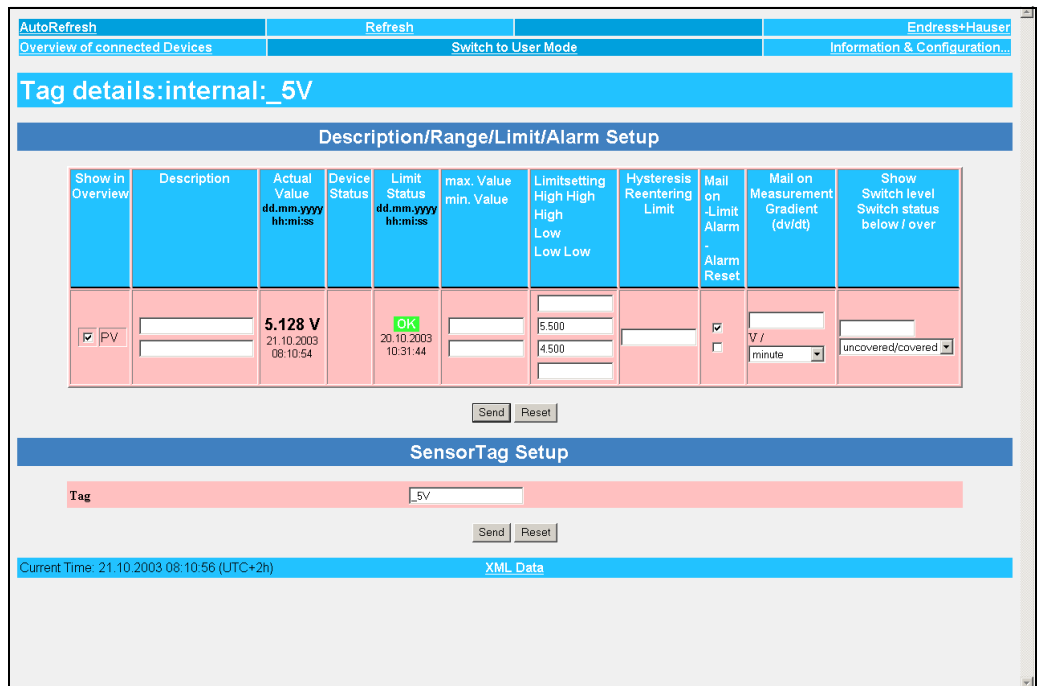 AutoRefresh Refresh Endress+Hauser
Overview of connected Devices Switch to User Mode Information & Configuration...
Tag details:internal:_5V
Description/Range/Limit/Alarm Setup
Show in
Overview
Description
Actual
Value
dd.mm.yyyy
hh:mi:ss
Device
Status
Limit
Status
dd.mm.yyyy
hh:mi:ss
max. Value
min. Value
Limitsetting
High High
High
Low
Low Low
Hysteresis
Reentering
Limit
Mail
on
-Limit
Alarm
-
Alarm
Reset
Mail on
Measurement
Gradient
(dv/dt)
Show
Switch level
Switch status
below / over
PV
5.128 V
21.10.2003
08:10:54
OK
20.10.2003
10:31:44
5.500
4.500
V /
minute
uncovered/covered
Send Reset
SensorTag Setup
Tag _5V
Send Reset
Current Time: 21.10.2003 08:10:56 (UTC+2h) XML Data